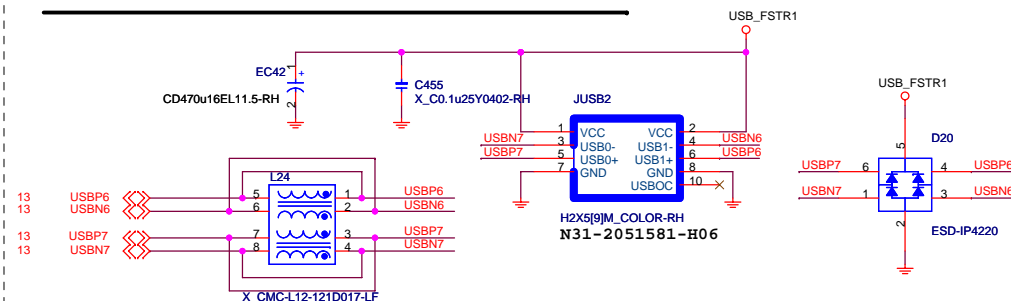 USB_FSTR1
EC42
1
+
2
CD470u16EL11.5-RH
C455
X_C0.1u25Y0402-RH
JUSB2
USB_FSTR1
D20
1 VCC VCC 2
USBN7 3 USB0- USB1- 4 USBN6
USBP7 5 USB0+ USB1+ 6 USBP6
7 GND GND 8
USBOC 10
H2X5[9]M_COLOR-RH
N31-2051581-H06
5
USBP7 6 4 USBP6
USBN7 1 3 USBN6
2
ESD-IP4220
L24
13 USBP6 5 1 USBP6
13 USBN6 6 2 USBN6
13 USBP7 7 3 USBP7
13 USBN7 8 4 USBN7
X_CMC-L12-121D017-LF